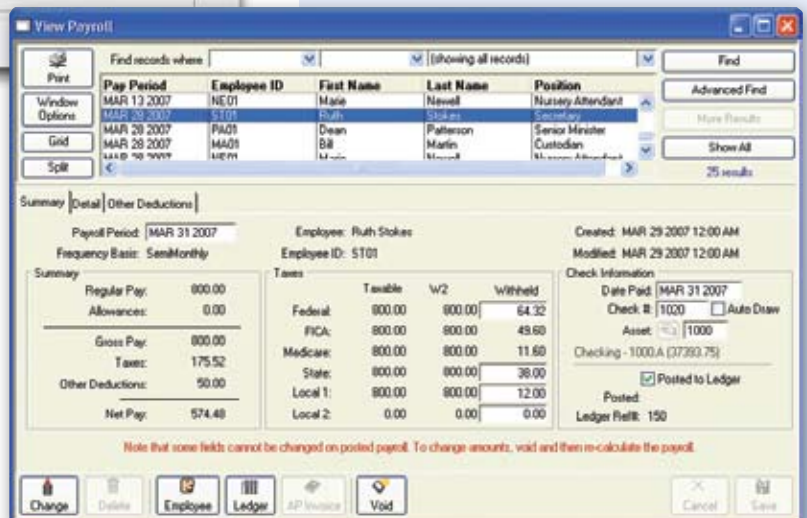 View Payroll
Print
Find records where
(showing all records)
Find
Window Options
Advanced Find
Grid
More Results
Split
Show All
25 results
Pay Period Employee ID First Name Last Name Position
MAR 13 2007 NE01 Marie Newell Nursery Attendant
MAR 28 2007 ST01 Ruth Stokes Secretary
MAR 28 2007 PA01 Dean Patterson Senior Minister
MAR 28 2007 MA01 Bill Martin Custodian
MAR 28 2007 NE01 Marie Newell Nursery Attendant
Summary Detail Other Deductions
Payroll Period: MAR 31 2007 Employee: Ruth Stokes Created: MAR 29 2007 12:00 AM
Frequency Basis: SemiMonthly Employee ID: ST01 Modified: MAR 29 2007 12:00 AM
Summary
Regular Pay: 800.00
Allowances: 0.00
Gross Pay: 800.00
Taxes: 175.52
Other Deductions: 50.00
Net Pay: 574.48
Taxes
Taxable W2 Withheld
Federal: 800.00 800.00 64.32
FICA: 800.00 800.00 49.60
Medicare: 800.00 800.00 11.60
State: 800.00 800.00 38.00
Local 1: 800.00 800.00 12.00
Local 2: 0.00 0.00 0.00
Check Information
Date Paid: MAR 31 2007
Check #: 1020 Auto Draw
Asset: 1000
Checking - 1000.A (37393.75)
Posted to Ledger
Posted:
Ledger Ref#: 150
Note that some fields cannot be changed on posted payroll. To change amounts, void and then re-calculate the payroll.
Change Delete Employee Ledger AP Invoice Void Cancel Save